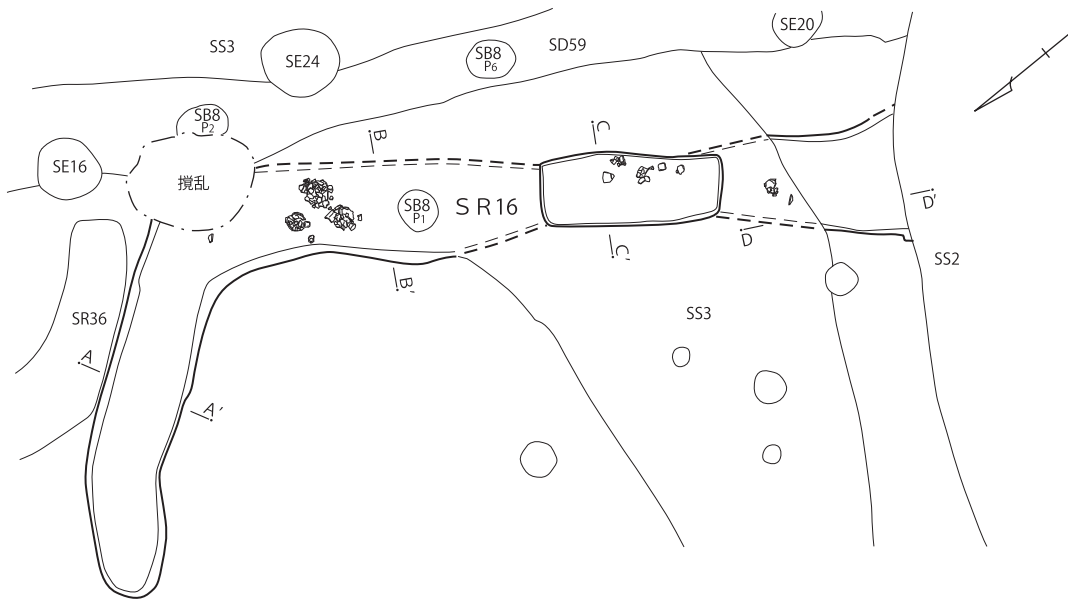 SE20
SS3
SD59
SE24
SB8
P6
SB8
P2
B
C
SE16
撹乱
SB8
P1
SR16
D'
D
SS2
C'
B'
SR36
SS3
A
A'